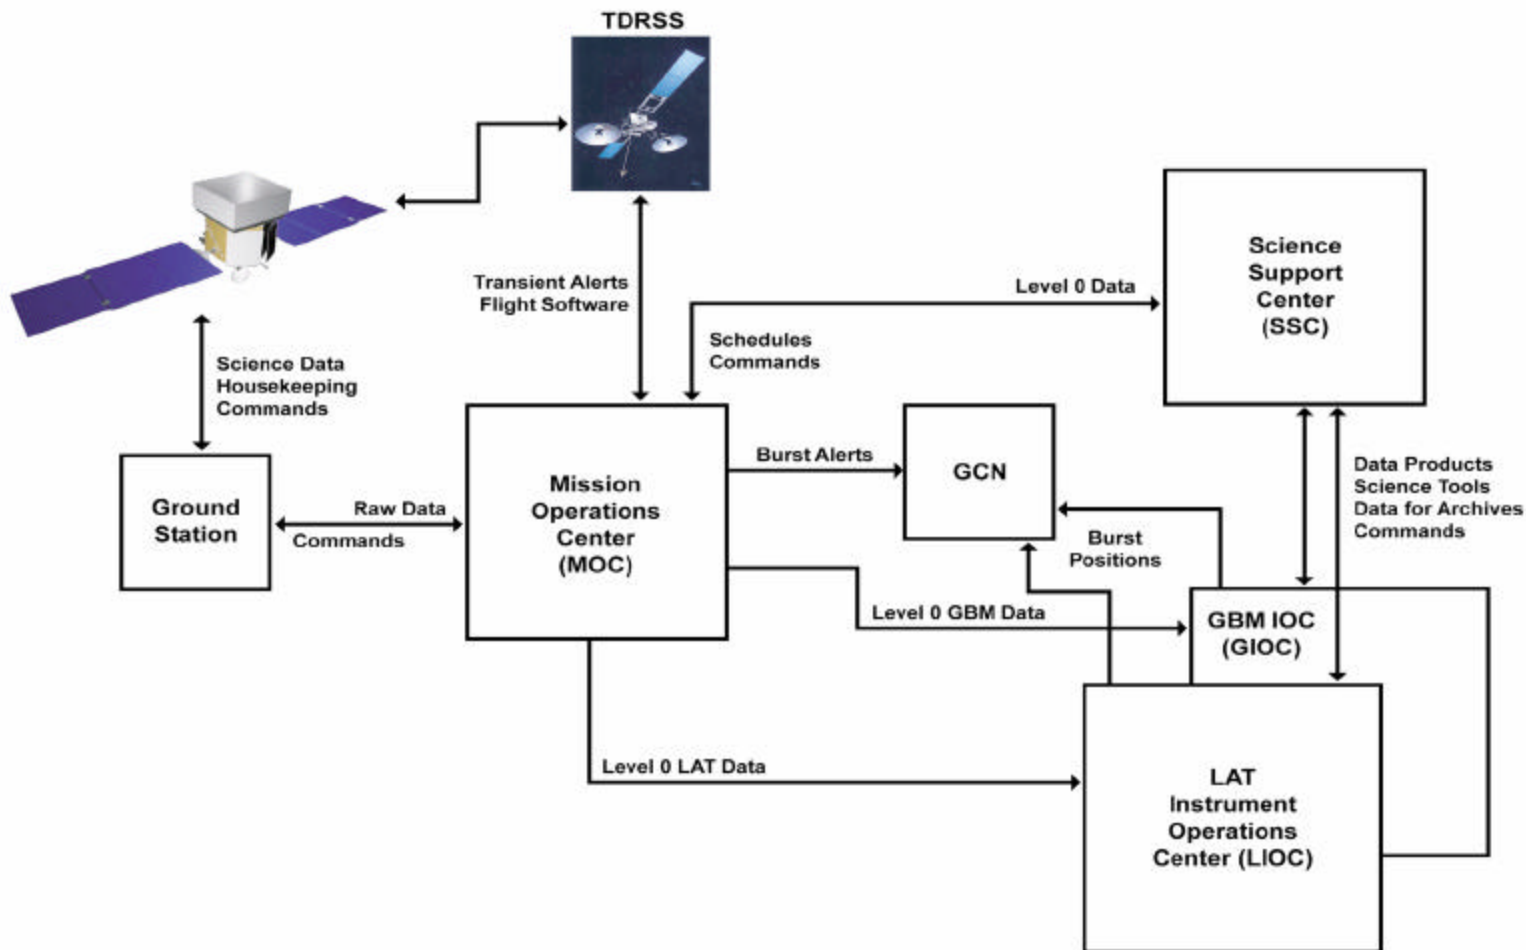 TDRSS
Transient Alerts
Flight Software
Level 0 Data
Science
Support
Center
(SSC)
Schedules
Commands
Science Data
Housekeeping
Commands
Ground
Station
Raw Data
Commands
Mission
Operations
Center
(MOC)
Burst Alerts
GCN
Data Products
Science Tools
Data for Archives
Commands
Burst
Positions
Level 0 GBM Data
GBM IOC
(GIOC)
Level 0 LAT Data
LAT
Instrument
Operations
Center (LIOC)